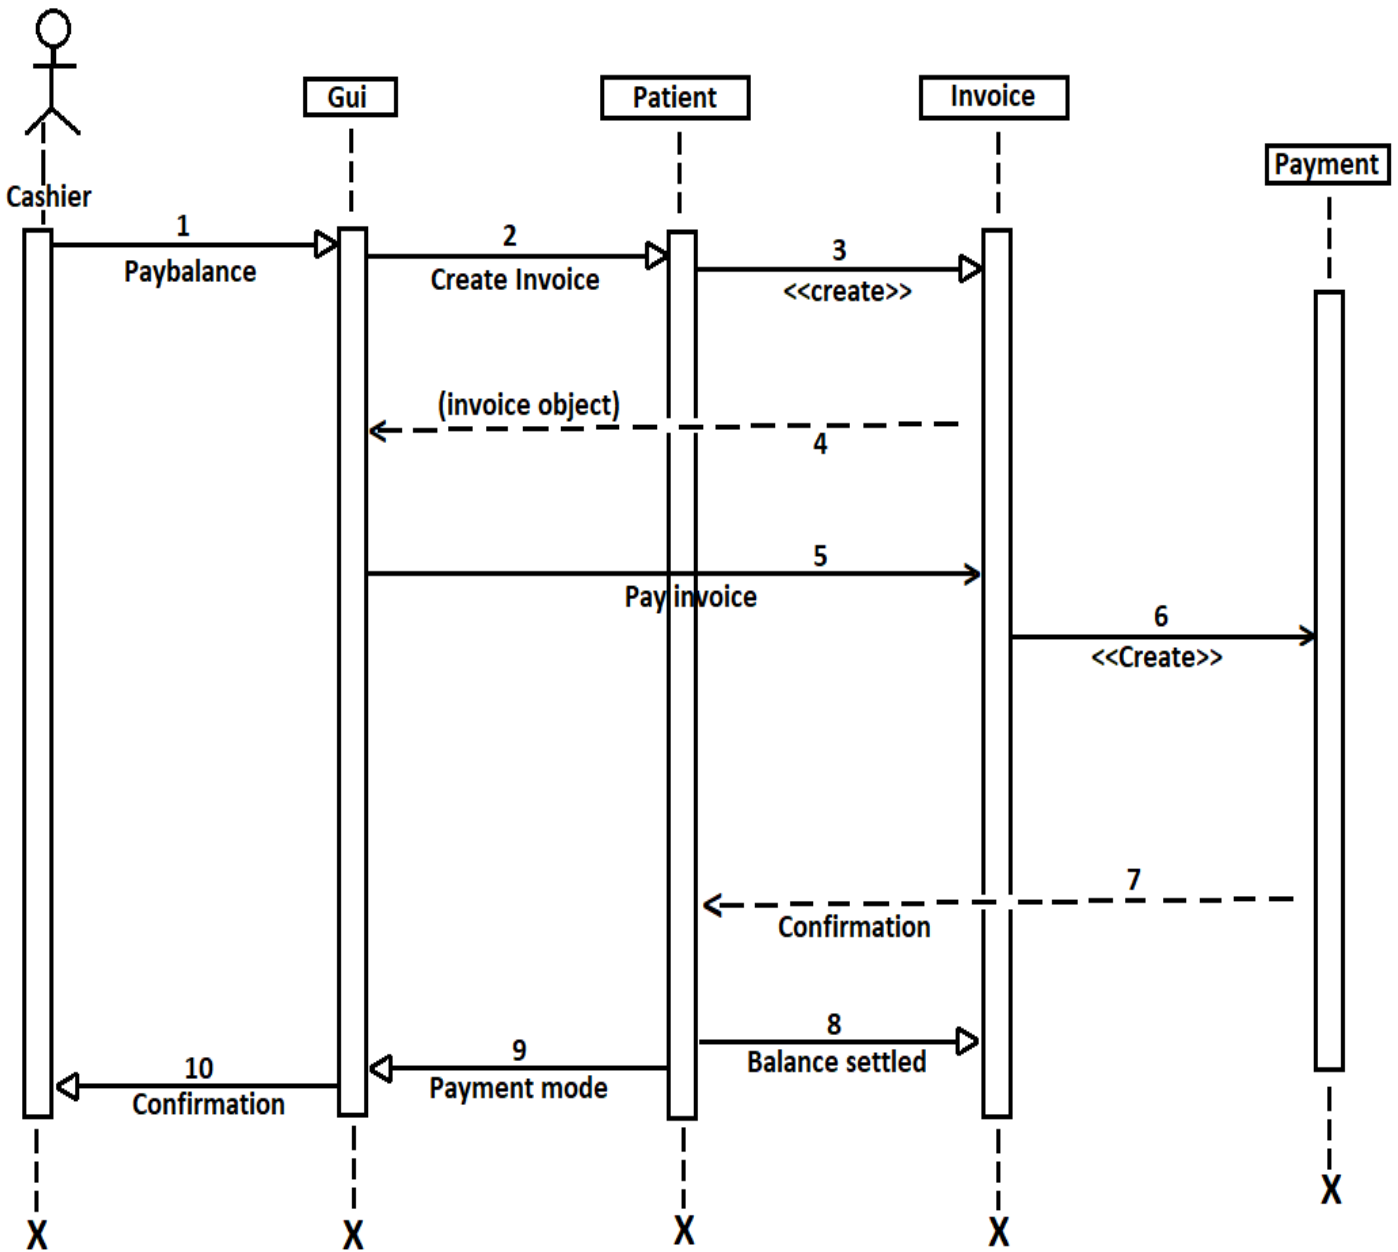 Gui
Patient
Invoice
Payment
Cashier
1
Paybalance
2
Create Invoice
3
<<create>>
(invoice object)
4
5
Pay invoice
6
<<Create>>
7
Confirmation
8
Balance settled
9
Payment mode
10
Confirmation
X
X
X
X
X